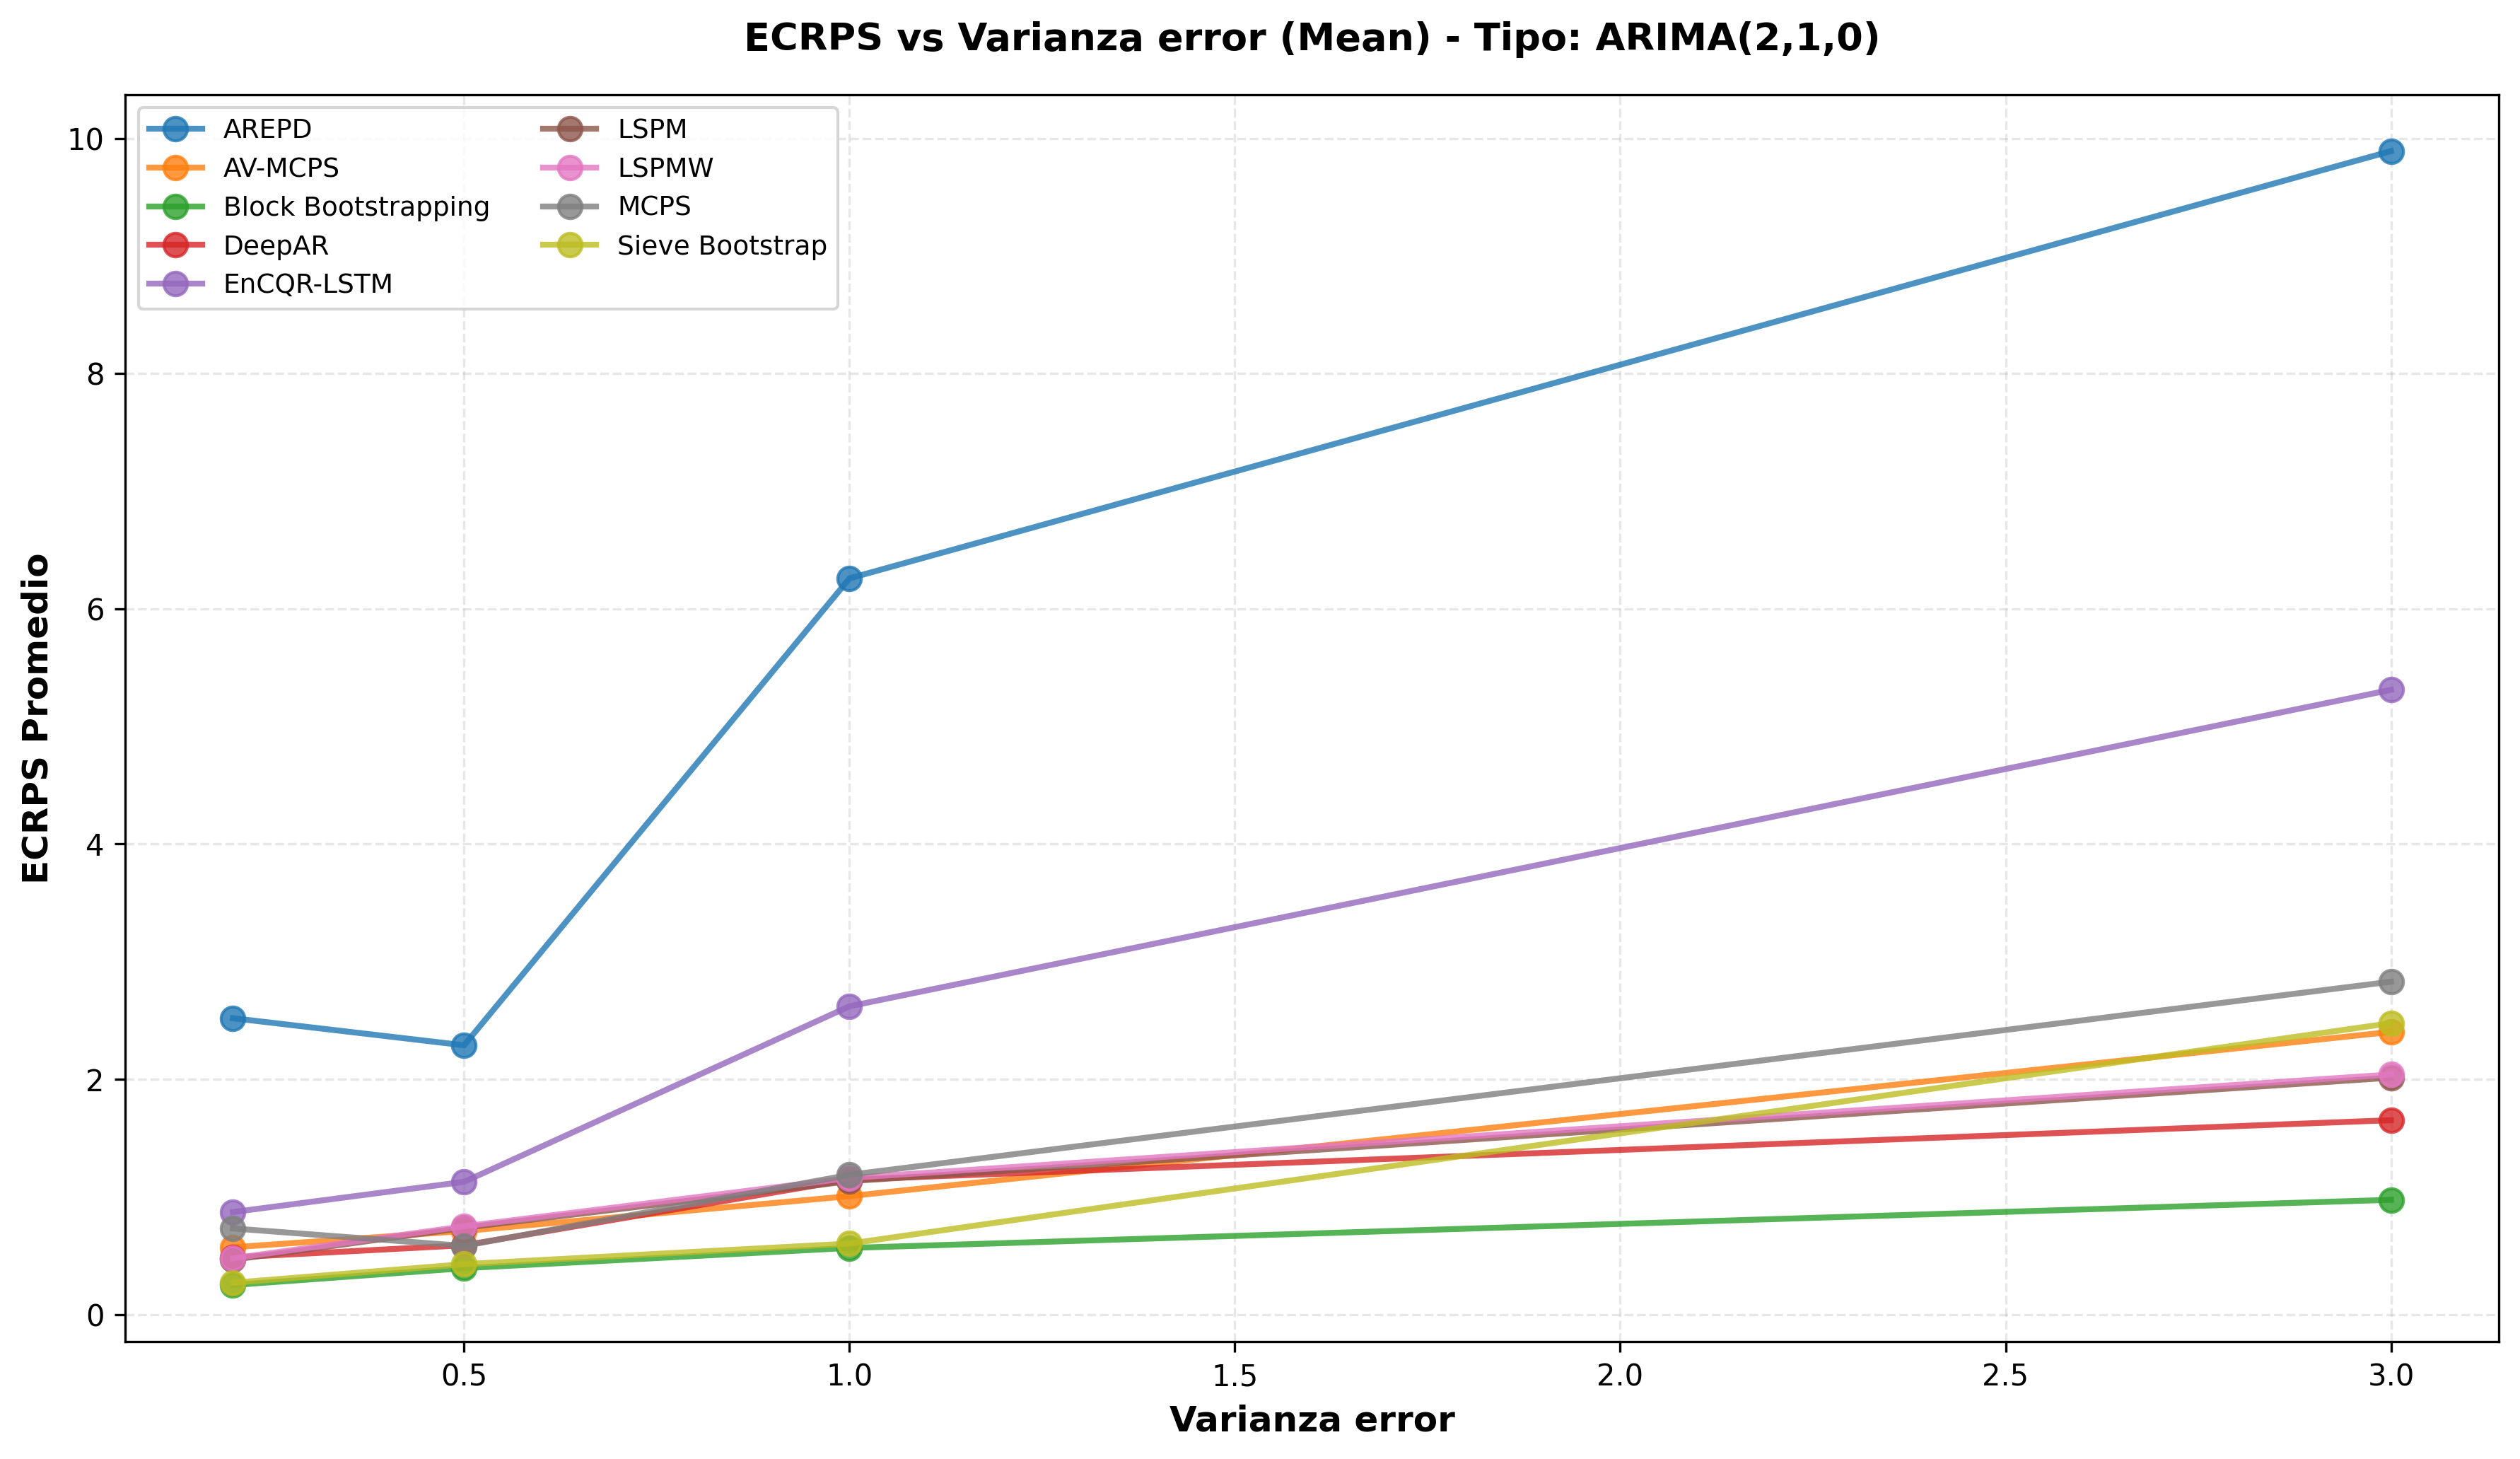 ECRPS vs Varianza error (Mean) - Tipo: ARIMA(2,1,0)
AREPD
AV-MCPS
Block Bootstrapping
DeepAR
EnCQR-LSTM
LSPM
LSPMW
MCPS
Sieve Bootstrap
ECRPS Promedio
10
8
6
4
2
0
0.5
1.0
1.5
2.0
2.5
3.0
Varianza error